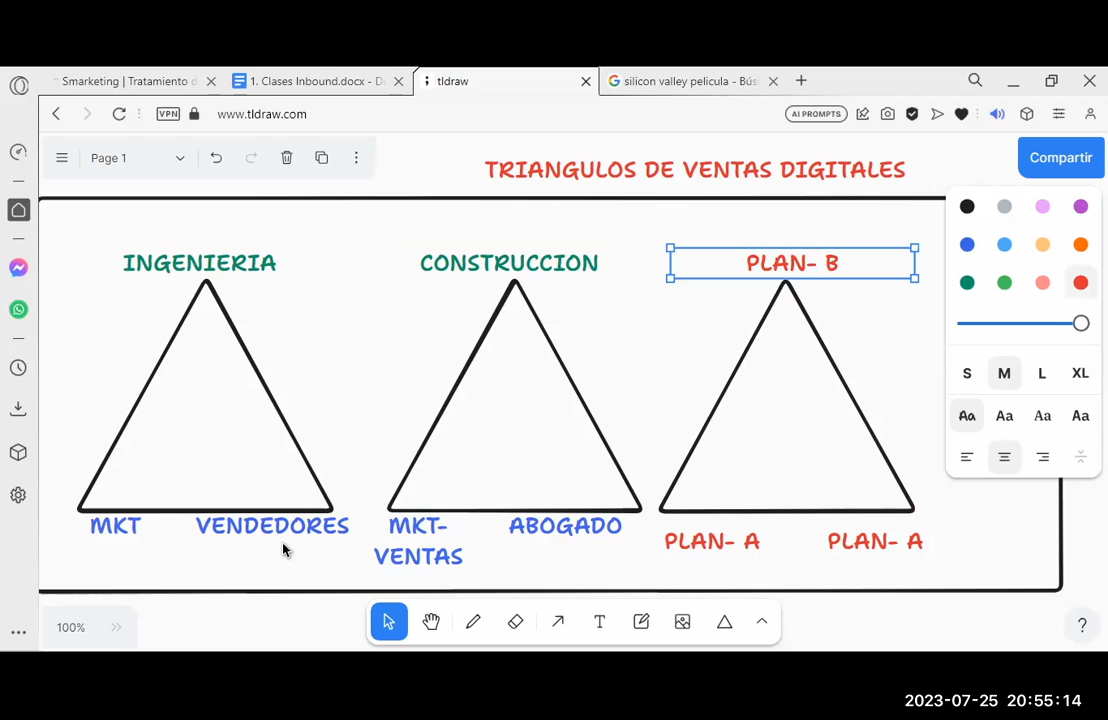 Smarketing | Tratamiento d
1. Clases Inbound.docx - D
tldraw
silicon valley pelicula - Bús
VPN
www.tldraw.com
AI PROMPTS
Page 1
TRIANGULOS DE VENTAS DIGITALES
Compartir
INGENIERIA
CONSTRUCCION
PLAN- B
S M L XL
Aa Aa Aa Aa
MKT
VENDEDORES
MKT-
VENTAS
ABOGADO
PLAN- A
PLAN- A
100%
T
?
2023-07-25 20:55:14